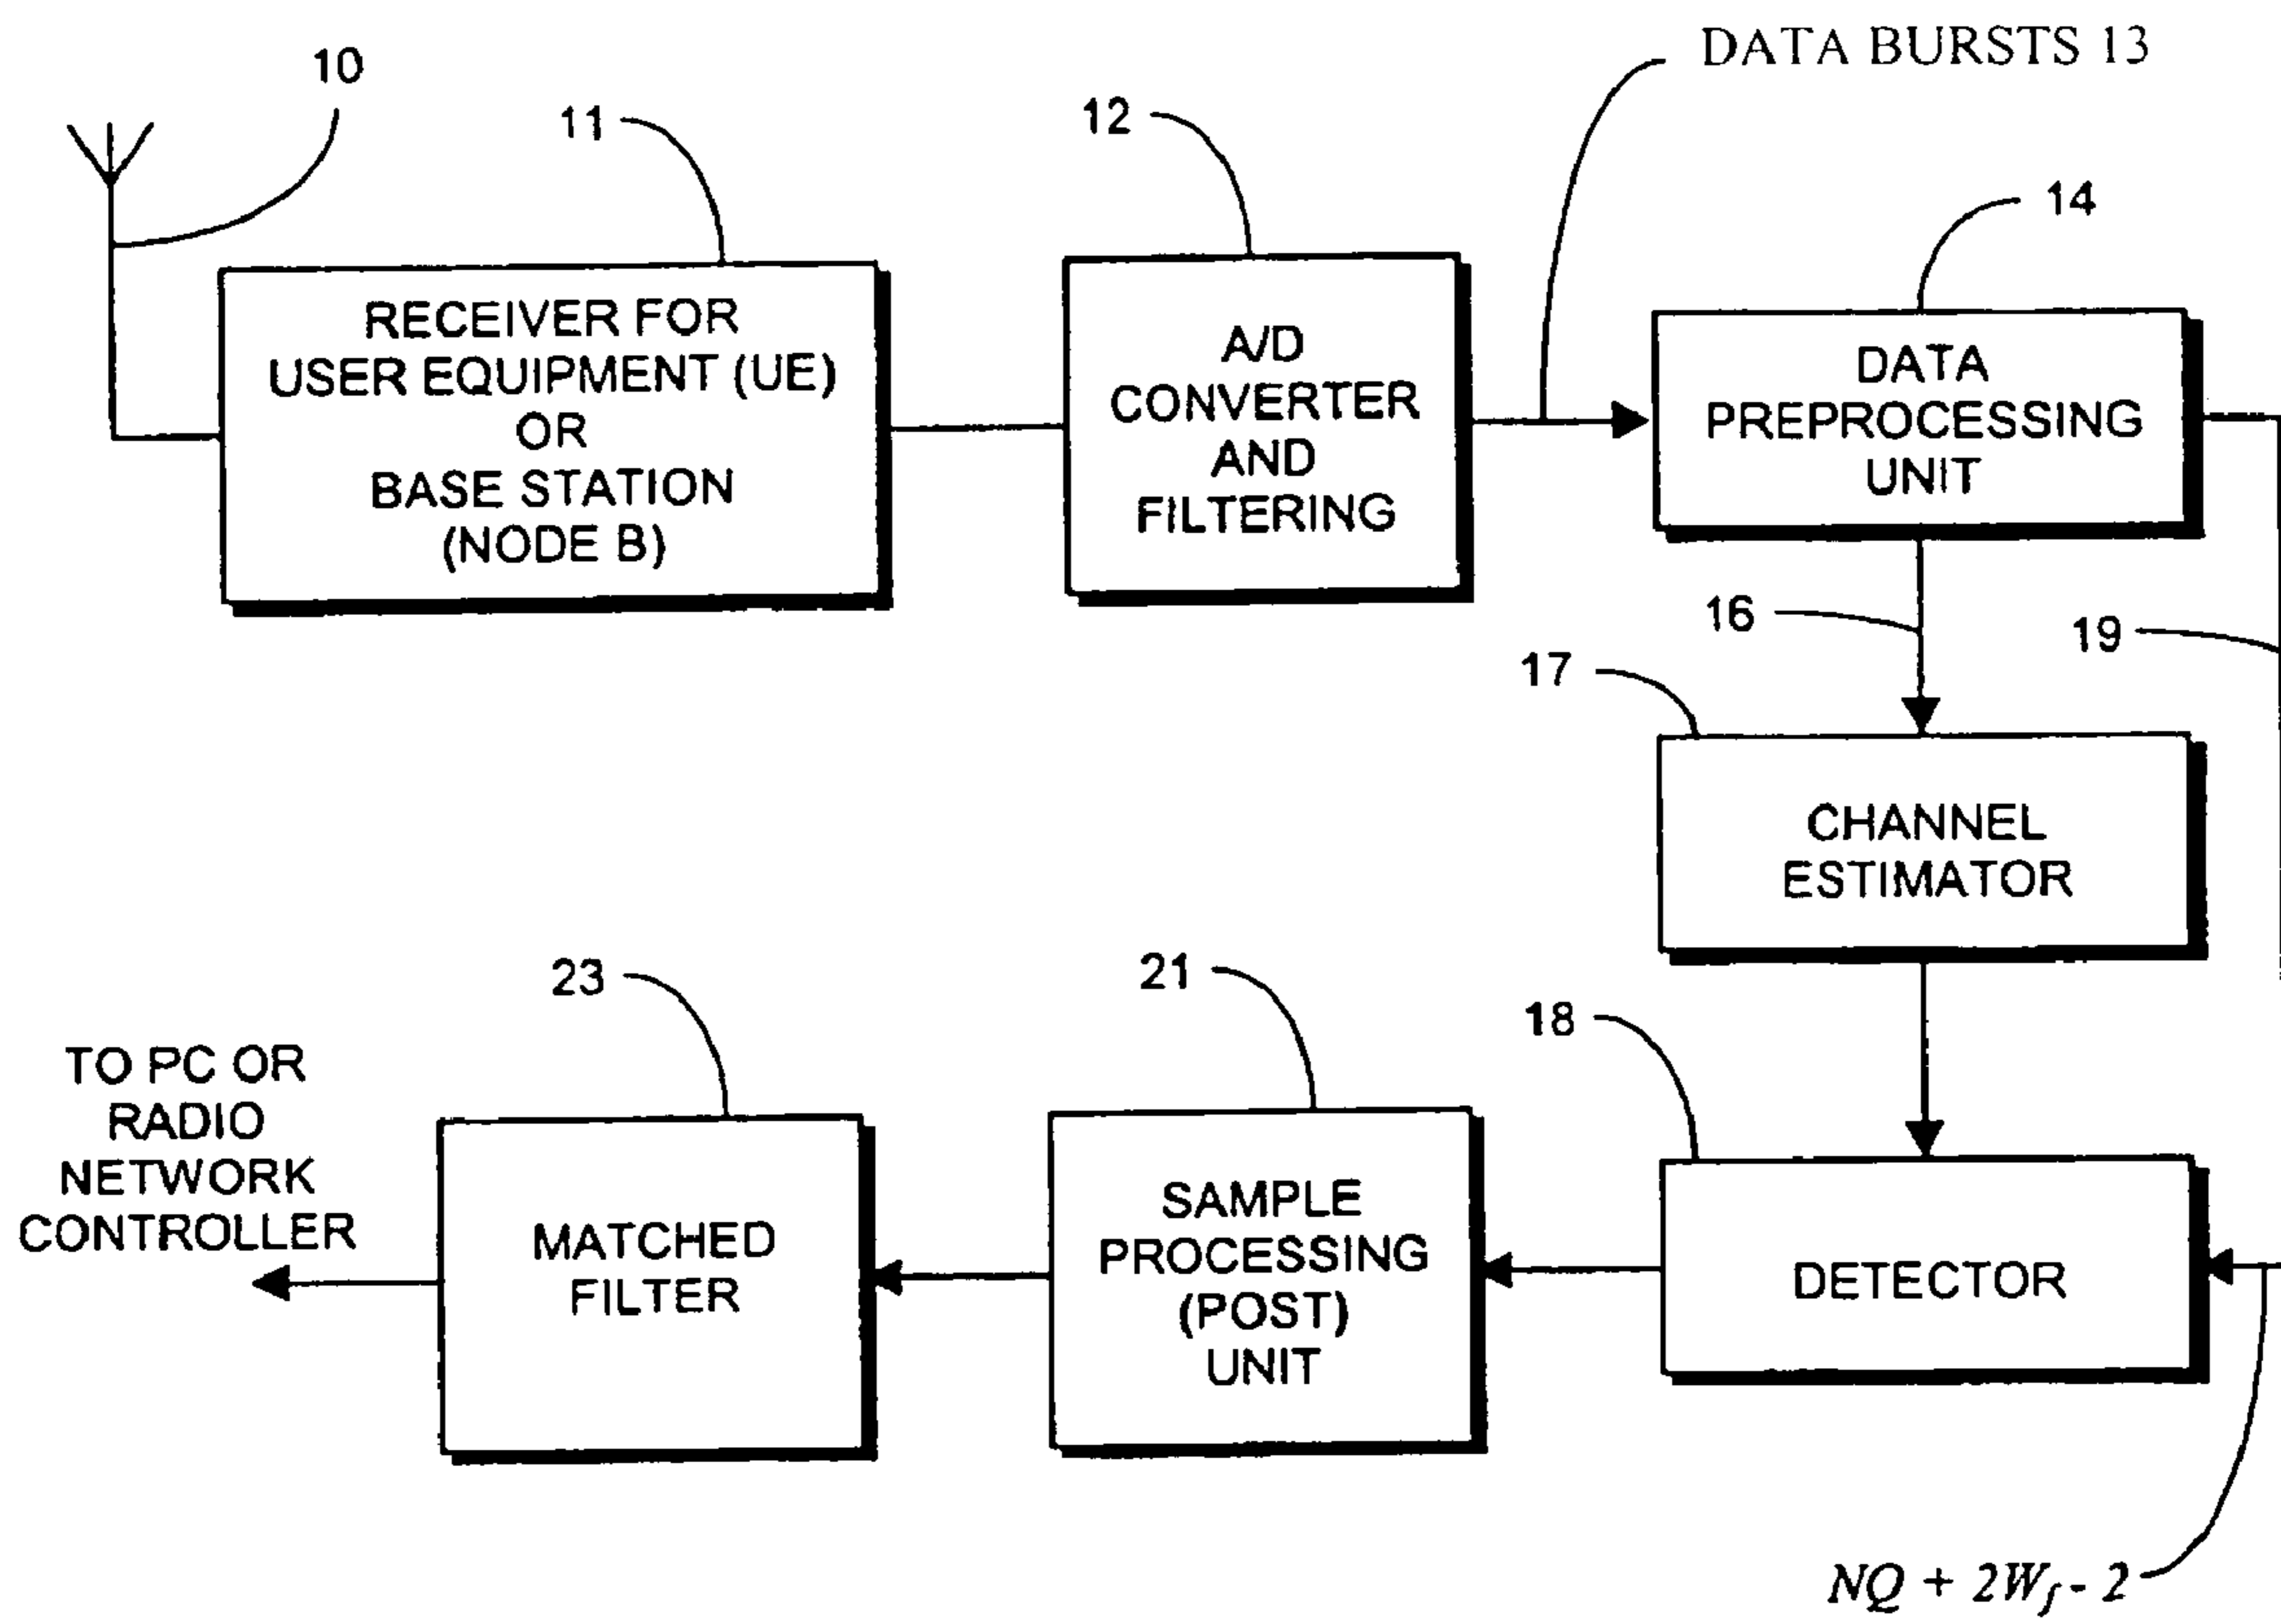 10
11
12
DATA BURSTS 13
14
RECEIVER FOR
USER EQUIPMENT (UE)
OR
BASE STATION
(NODE B)
A/D
CONVERTER
AND
FILTERING
DATA
PREPROCESSING
UNIT
16
19
17
CHANNEL
ESTIMATOR
23
21
18
TO PC OR
RADIO
NETWORK
CONTROLLER
MATCHED
FILTER
SAMPLE
PROCESSING
(POST)
UNIT
DETECTOR
NQ + 2W_f - 2